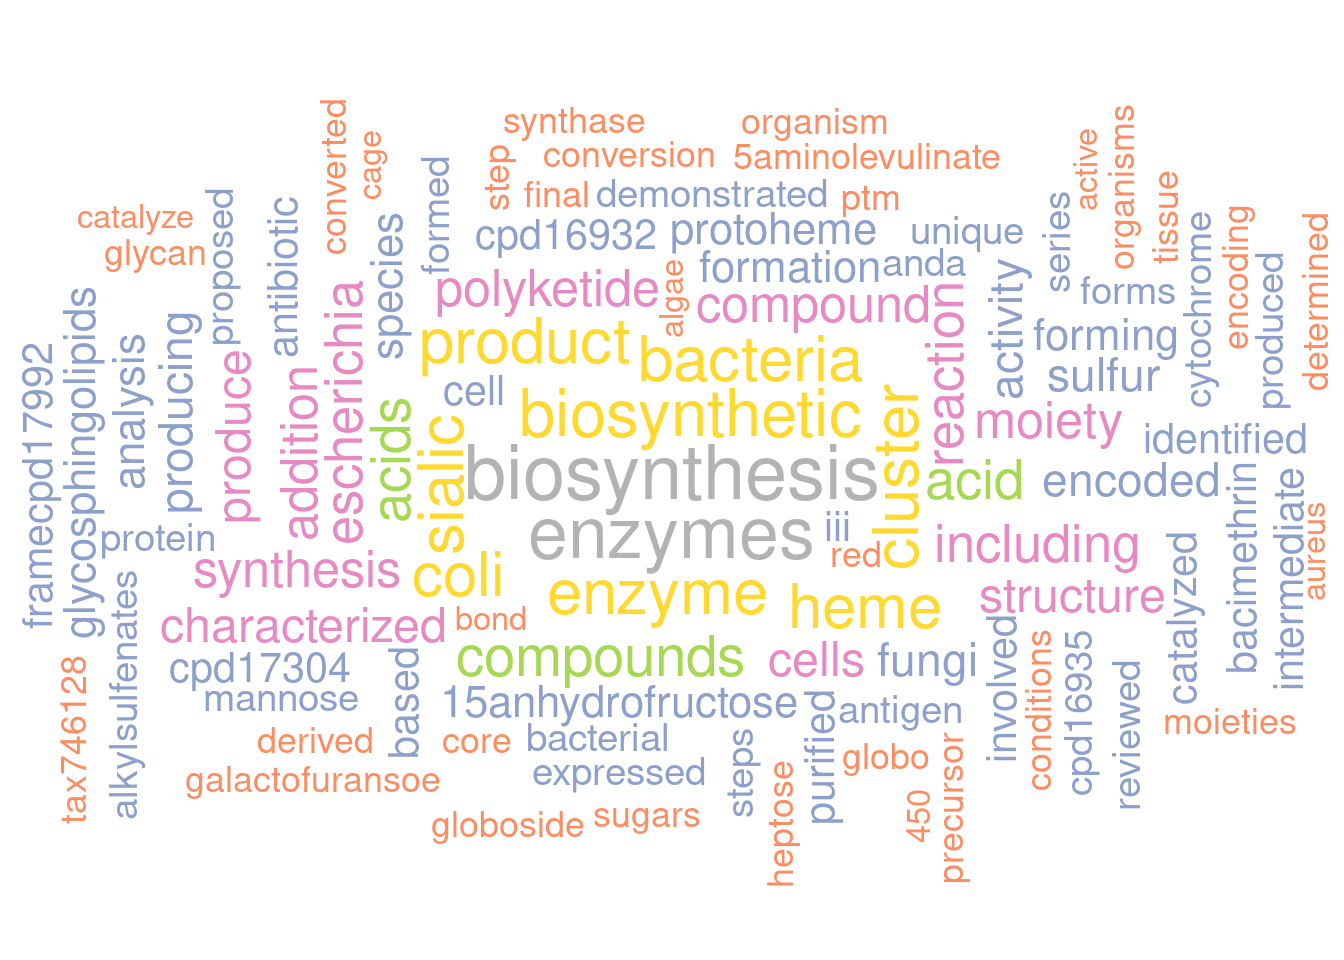 synthase
organism
converted
cage
step
conversion
5aminolevulinate
active
organisms
formed
final
demonstrated
ptm
tissue
catalyze
proposed
antibiotic
species
cpd16932
protoheme
unique
series
cytochrome
encoding
determined
glycan
formation
anda
activity
forms
produced
glycosphingolipids
escherichia
polyketide
algae
compound
reaction
forming
producing
analysis
product
bacteria
sulfur
framecpd17992
produce
addition
acids
cell
biosynthetic
cluster
moiety
identified
sialic
biosynthesis
acid
encoded
bacimethrin
intermediate
aureus
protein
enzymes
iii
red
including
catalyzed
synthesis
coli
enzyme
heme
structure
alkylsulfenates
characterized
bond
cpd17304
compounds
cells
fungi
involved
conditions
cpd16935
reviewed
tax746128
mannose
based
15anhydrofructose
purified
antigen
moieties
derived
core
bacterial
steps
globo
precursor
galactofuransoe
expressed
heptose
450
globoside
sugars